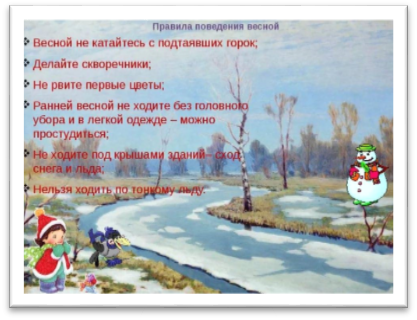 Правила поведения весной
Весной не катайтесь с подтаявших горок;
Делайте скворечники;
Не рвите первые цветы;
Ранней весной не ходите без головного
убора и в легкой одежде – можно
простудиться;
Не ходите под крышами зданий– сход
снега и льда;
Нельзя ходить по тонкому льду.